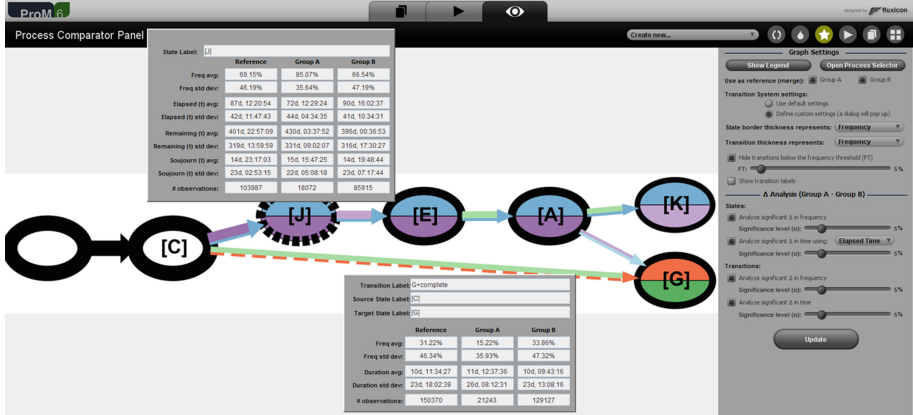 ProM 6
designed by fluxicon
Process Comparator Panel
Create new...
State Label: [J]
Reference Group A Group B
Freq avg: 69.15% 85.07% 66.54%
Freq std dev: 46.19% 35.64% 47.19%
Elapsed (t) avg: 87d, 12:20:54 72d, 12:29:24 90d, 16:02:37
Elapsed (t) std dev: 42d, 11:47:43 44d, 04:34:35 41d, 10:34:31
Remaining (t) avg: 401d, 22:57:09 430d, 03:37:52 396d, 00:36:53
Remaining (t) std dev: 319d, 13:59:59 331d, 09:02:07 316d, 17:30:27
Soujourn (t) avg: 14d, 23:17:03 15d, 15:47:25 14d, 19:48:44
Soujourn (t) std dev: 23d, 02:53:15 22d, 05:08:18 23d, 07:17:44
# observations: 103987 18072 85915
[C]
[J]
[E]
[A]
[K]
[G]
Transition Label: G+complete
Source State Label: [C]
Target State Label: [G]
Reference Group A Group B
Freq avg: 31.22% 15.22% 33.86%
Freq std dev: 46.34% 35.93% 47.32%
Duration avg: 10d, 11:34:27 11d, 12:37:36 10d, 09:43:16
Duration std dev: 23d, 18:02:39 26d, 08:12:31 23d, 13:08:16
# observations: 150370 21243 129127
Graph Settings
Show Legend Open Process Selector
Use as reference (merge): Group A Group B
Transition System settings:
Use default settings
Define custom settings (a dialog will pop up)
State border thickness represents: Frequency
Transition thickness represents: Frequency
Hide transitions below the frequency threshold (FT)
FT: 5%
Show transition labels
Δ Analysis (Group A - Group B)
States:
Analyze significant Δ in frequency
Significance level (α): 5%
Analyze significant Δ in time using: Elapsed Time
Significance level (α): 5%
Transitions:
Analyze significant Δ in frequency
Significance level (α): 5%
Analyze significant Δ in time
Significance level (α): 5%
Update